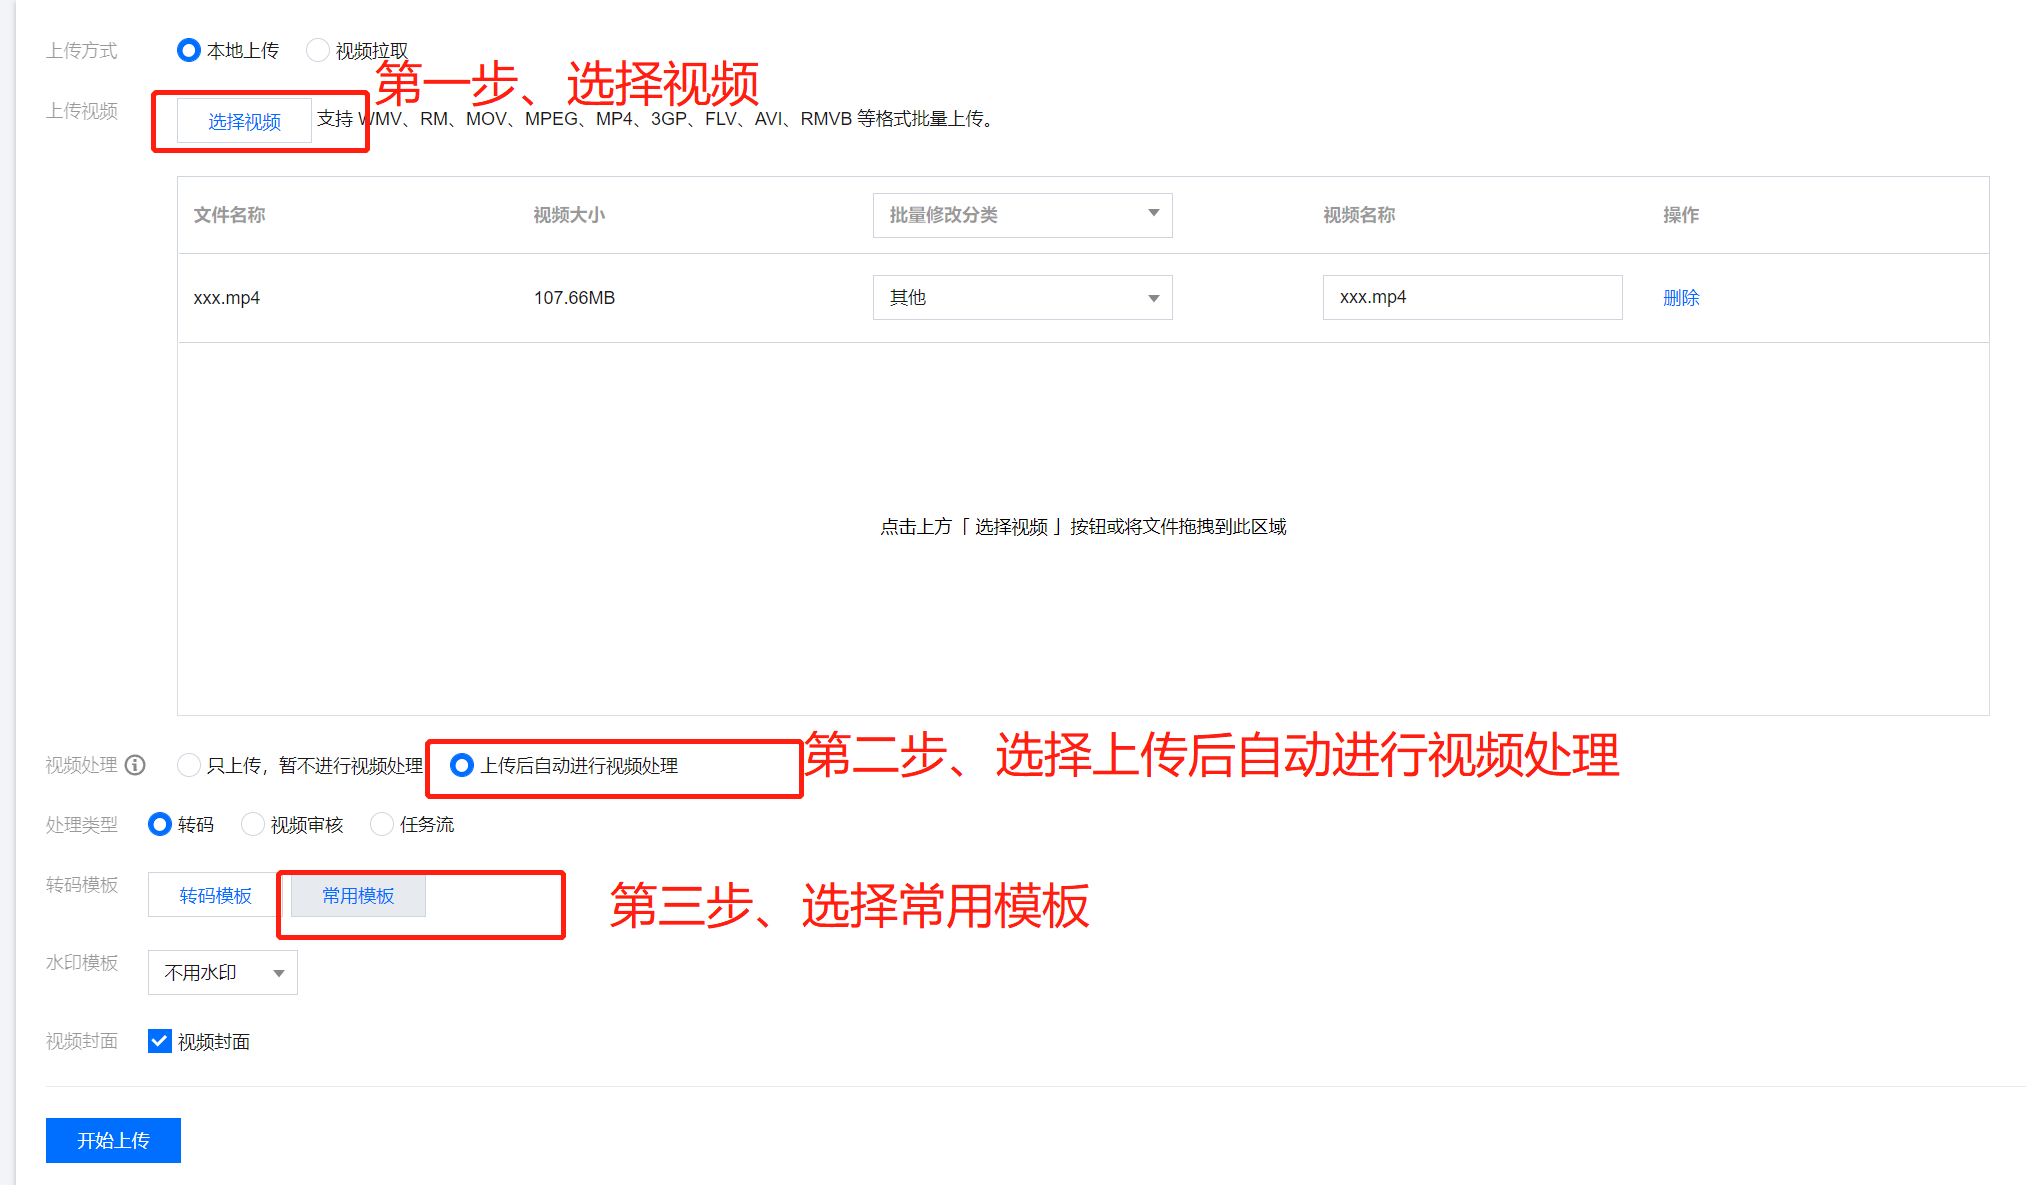 上传方式 本地上传 视频拉取
第一步、选择视频
上传视频 选择视频 支持 WMV、RM、MOV、MPEG、MP4、3GP、FLV、AVI、RMVB 等格式批量上传。
文件名称 视频大小 批量修改分类 视频名称 操作
xxx.mp4 107.66MB 其他 xxx.mp4 删除
点击上方「 选择视频 」按钮或将文件拖拽到此区域
第二步、选择上传后自动进行视频处理
视频处理 只上传，暂不进行视频处理 上传后自动进行视频处理
处理类型 转码 视频审核 任务流
转码模板 转码模板 常用模板 第三步、选择常用模板
水印模板 不用水印
视频封面 视频封面
开始上传